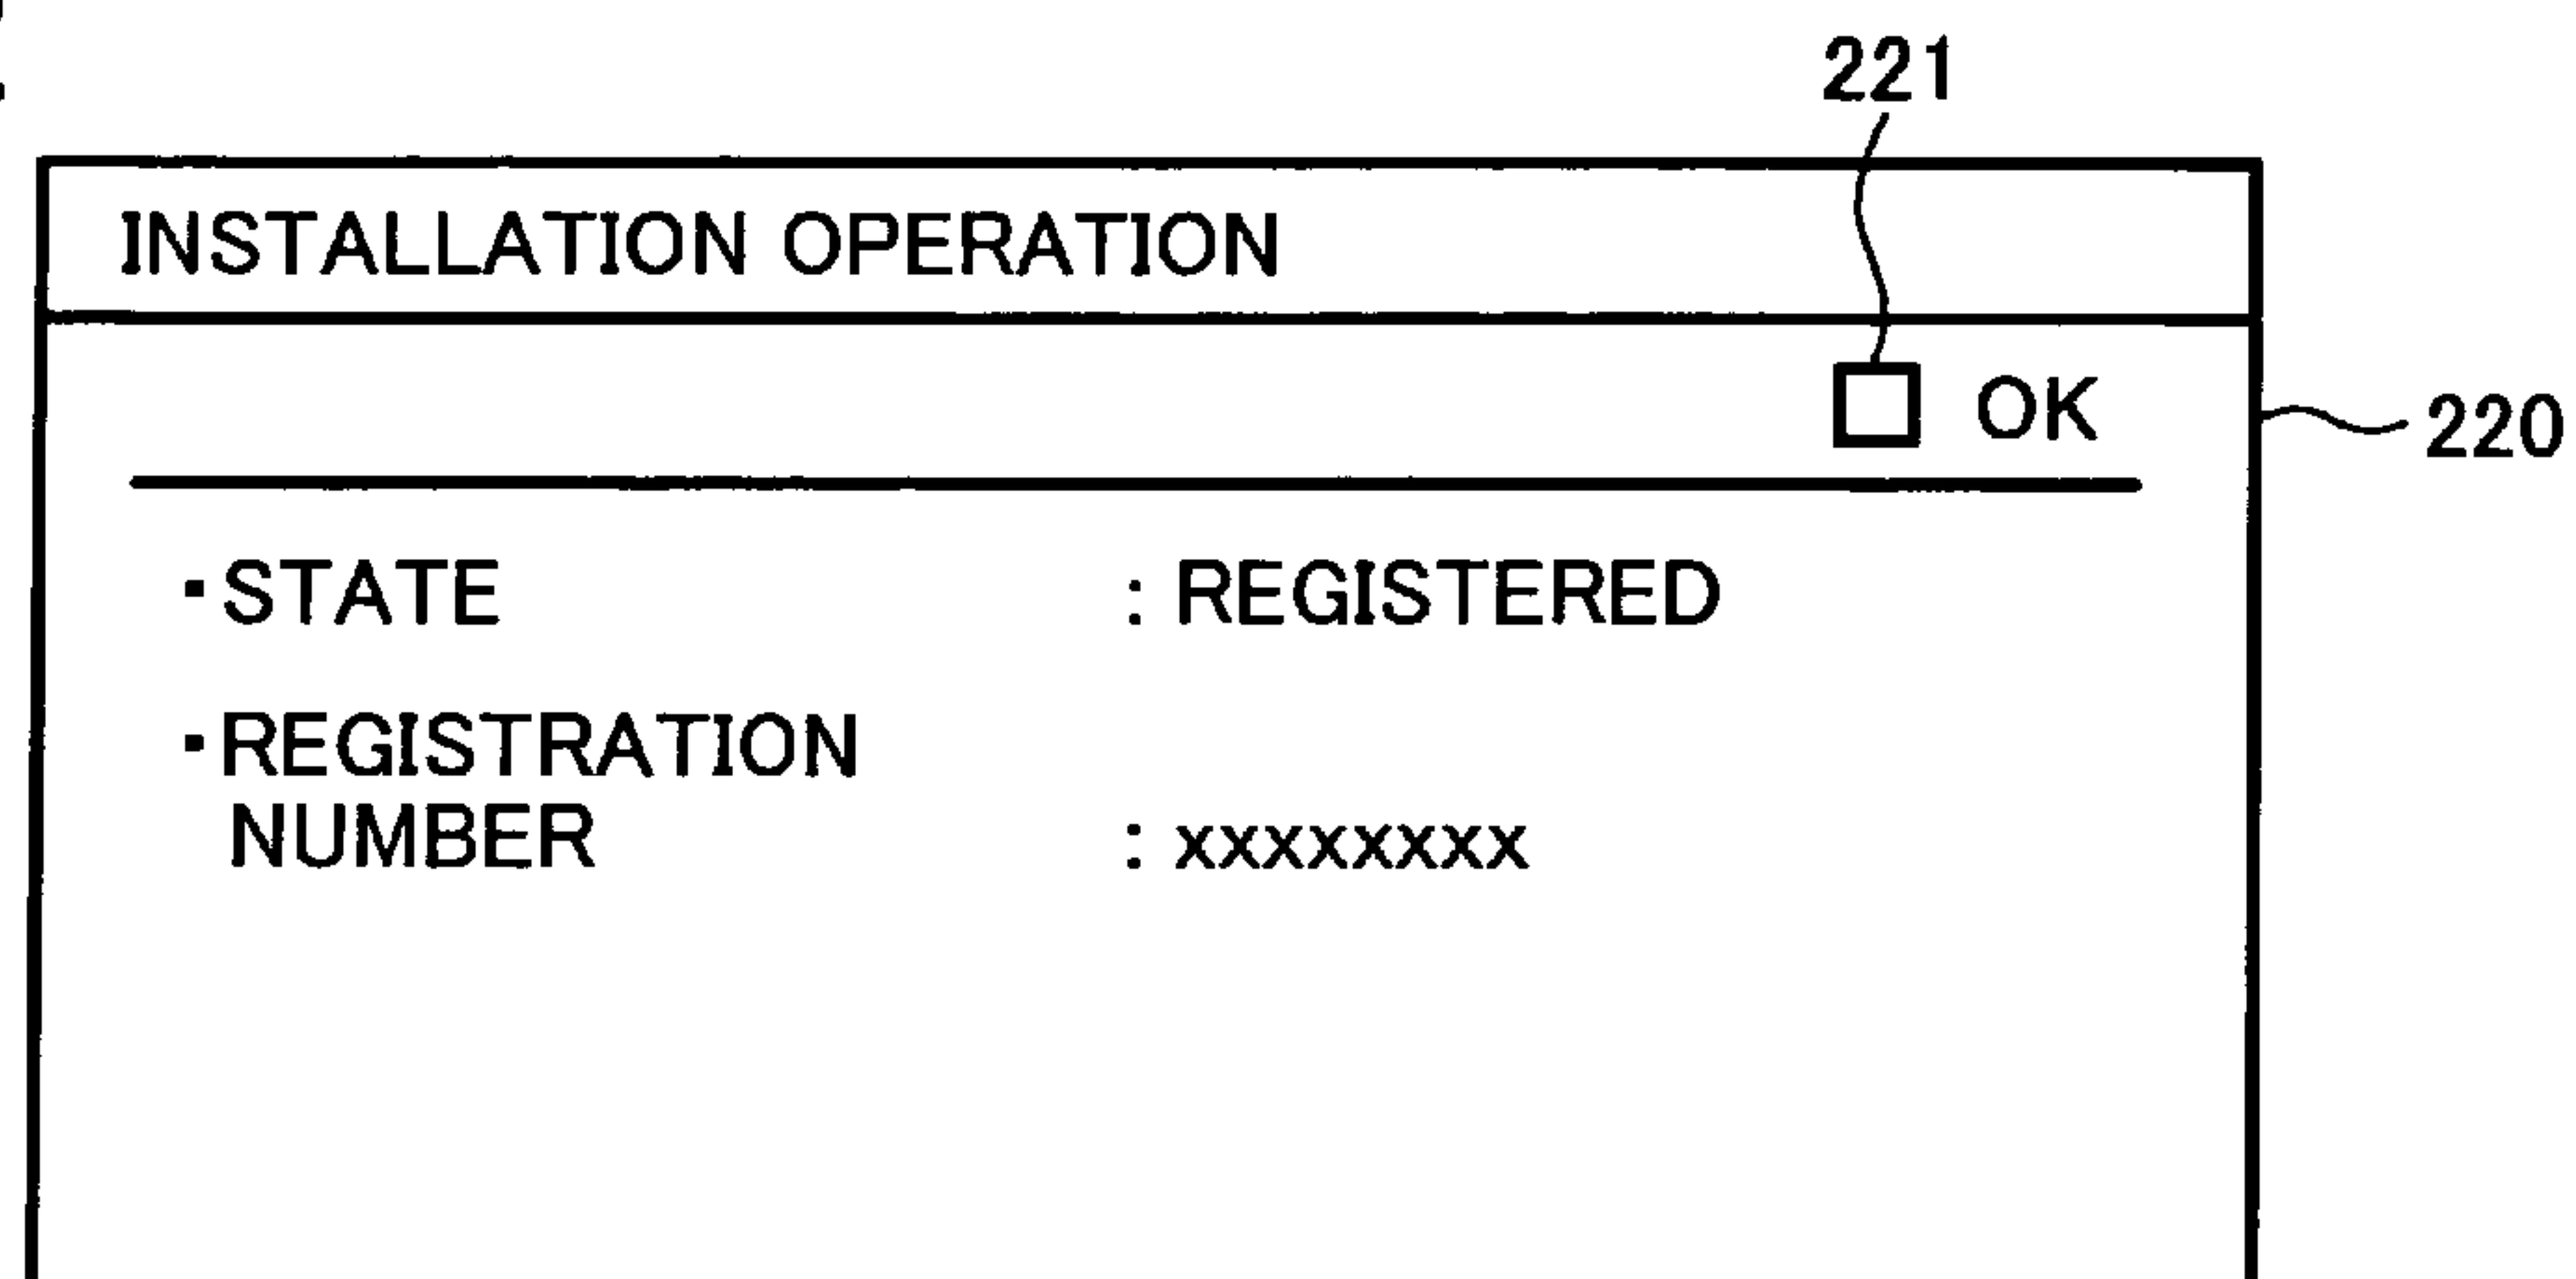 221
INSTALLATION OPERATION
OK
220
▪STATE : REGISTERED
▪REGISTRATION
NUMBER : xxxxxxxx